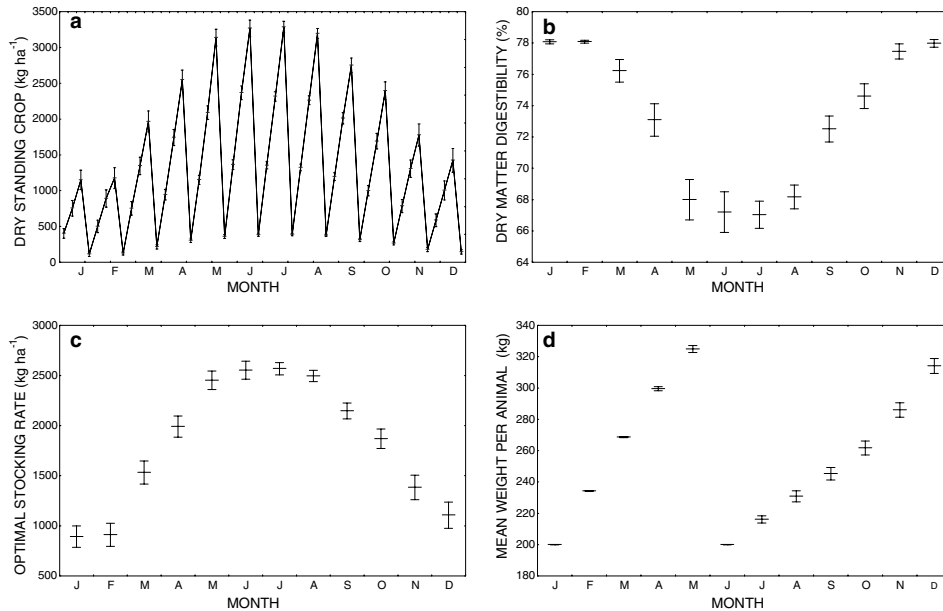 a
DRY STANDING CROP (kg ha⁻¹)
3500
3000
2500
2000
1500
1000
500
0
J F M A M J J A S O N D
MONTH
b
DRY MATTER DIGESTIBILITY (%)
80
78
76
74
72
70
68
66
64
J F M A M J J A S O N D
MONTH
c
OPTIMAL STOCKING RATE (kg ha⁻¹)
3000
2500
2000
1500
1000
500
J F M A M J J A S O N D
MONTH
d
MEAN WEIGHT PER ANIMAL (kg)
340
320
300
280
260
240
220
200
180
J F M A M J J A S O N D
MONTH